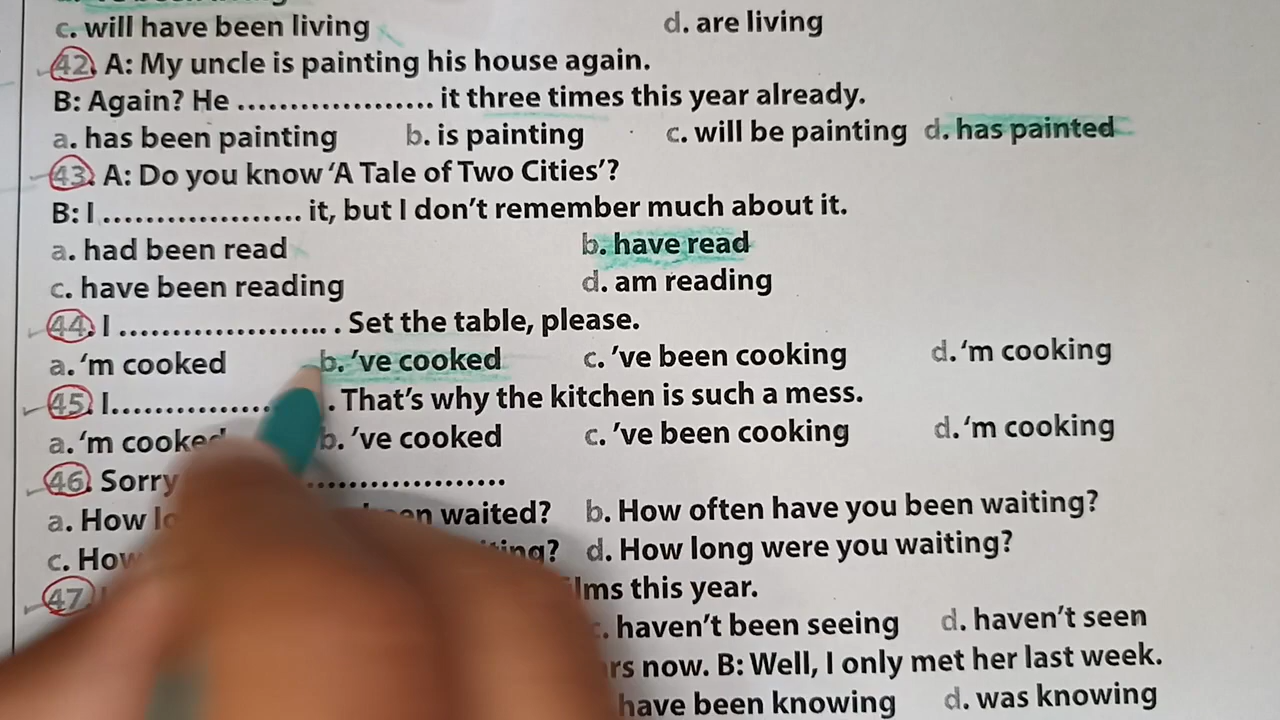 c. will have been living d. are living
42. A: My uncle is painting his house again.
B: Again? He ................... it three times this year already.
a. has been painting b. is painting c. will be painting d. has painted
43. A: Do you know ‘A Tale of Two Cities’?
B: I ................... it, but I don’t remember much about it.
a. had been read b. have read
c. have been reading d. am reading
44. I ...................... . Set the table, please.
a. ‘m cooked b. ’ve cooked c. ’ve been cooking d. ‘m cooking
45. I................ . That’s why the kitchen is such a mess.
a. ‘m cooked b. ’ve cooked c. ’ve been cooking d. ‘m cooking
46. Sorry ...................
a. How waited? b. How often have you been waiting?
c. How d. How long were you waiting?
47. this year.
c. haven’t been seeing d. haven’t seen
now. B: Well, I only met her last week.
have been knowing d. was knowing